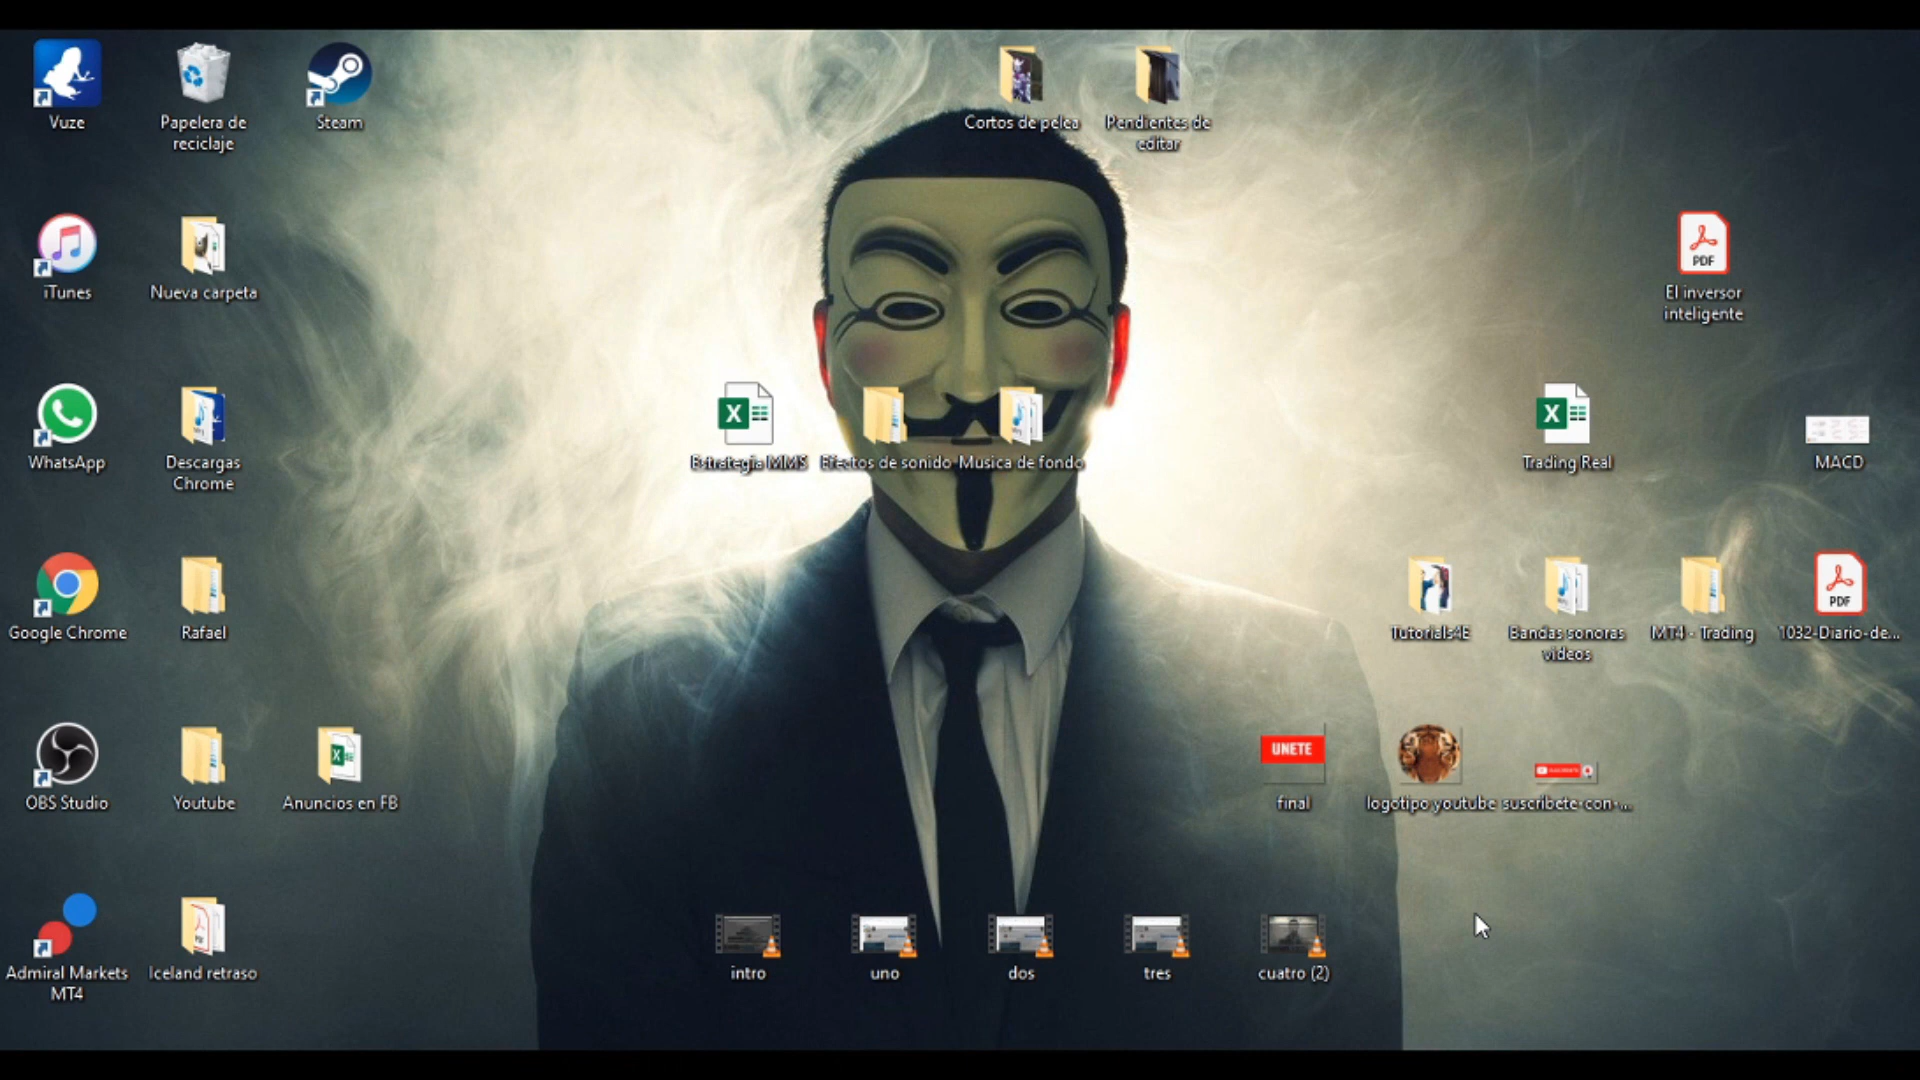 Vuze
Papelera de
reciclaje
Steam
Cortos de pelea
Pendientes de
editar
iTunes
Nueva carpeta
PDF
El inversor
inteligente
WhatsApp
Descargas
Chrome
X
Estrategia MMS
Efectos de sonido
Musica de fondo
X
Trading Real
MACD
Google Chrome
Rafael
Tutorials4E
Bandas sonoras
videos
MT4 - Trading
PDF
1032-Diario-de...
OBS Studio
Youtube
Anuncios en FB
UNETE
final
logotipo youtube
suscribete-con-...
Admiral Markets
MT4
Iceland retraso
intro
uno
dos
tres
cuatro (2)